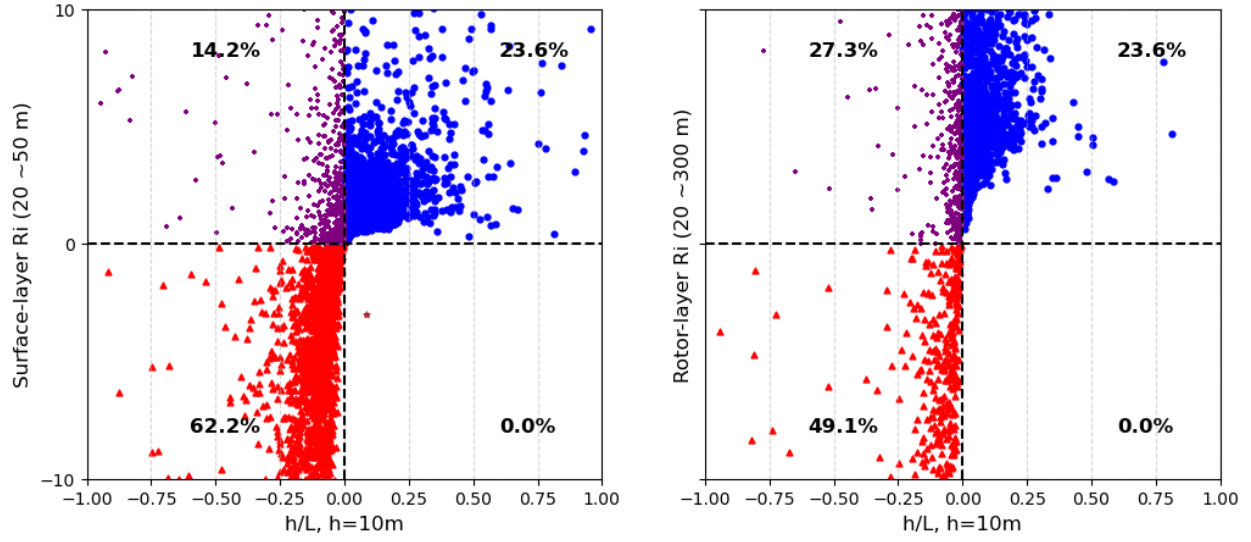 Surface-layer Ri (20 ~50 m)
10
0
−10
14.2%
23.6%
62.2%
0.0%
−1.00 −0.75 −0.50 −0.25 0.00 0.25 0.50 0.75 1.00
h/L, h=10m
Rotor-layer Ri (20 ~300 m)
27.3%
23.6%
49.1%
0.0%
−1.00 −0.75 −0.50 −0.25 0.00 0.25 0.50 0.75 1.00
h/L, h=10m